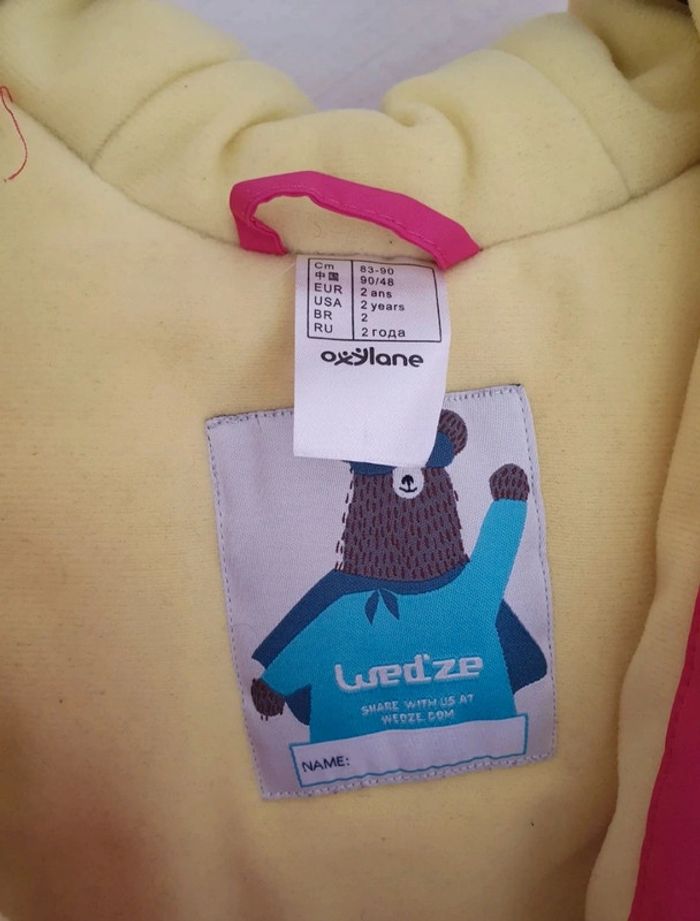 Cm 83-90
中国 90/48
EUR 2 ans
USA 2 years
BR 2
RU 2 года
oxylane
Wed'ze
SHARE WITH US AT
WEDZE.COM
NAME: